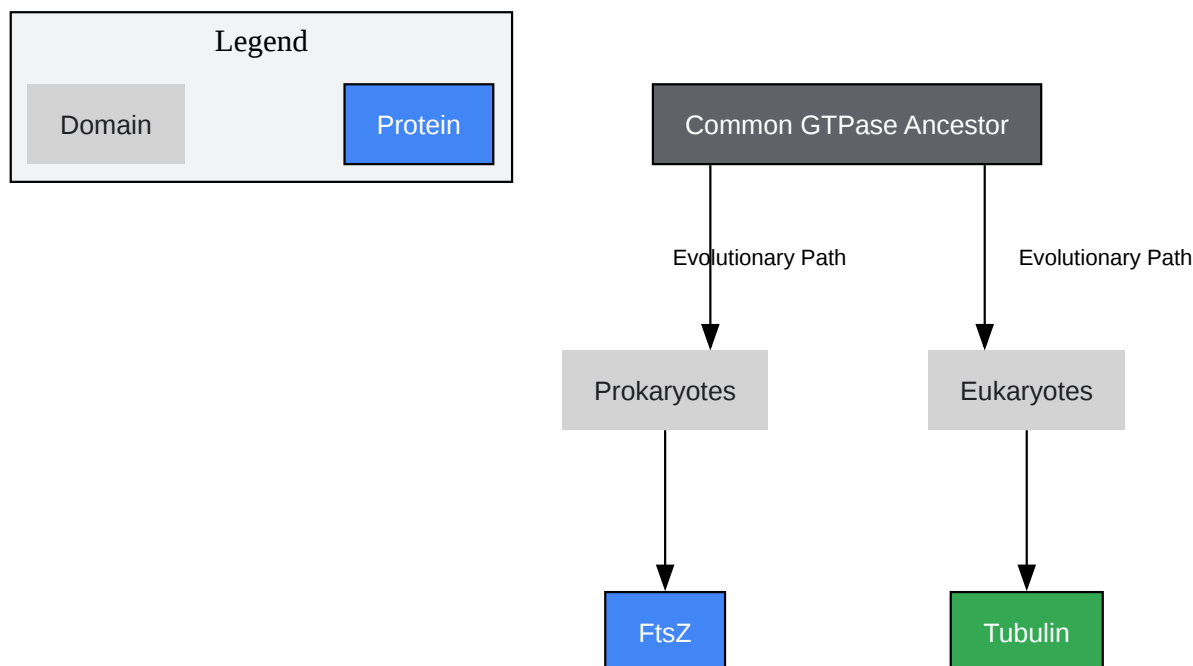 Legend
Domain
Protein
Common GTPase Ancestor
Evolutionary Path
Evolutionary Path
Prokaryotes
Eukaryotes
FtsZ
Tubulin